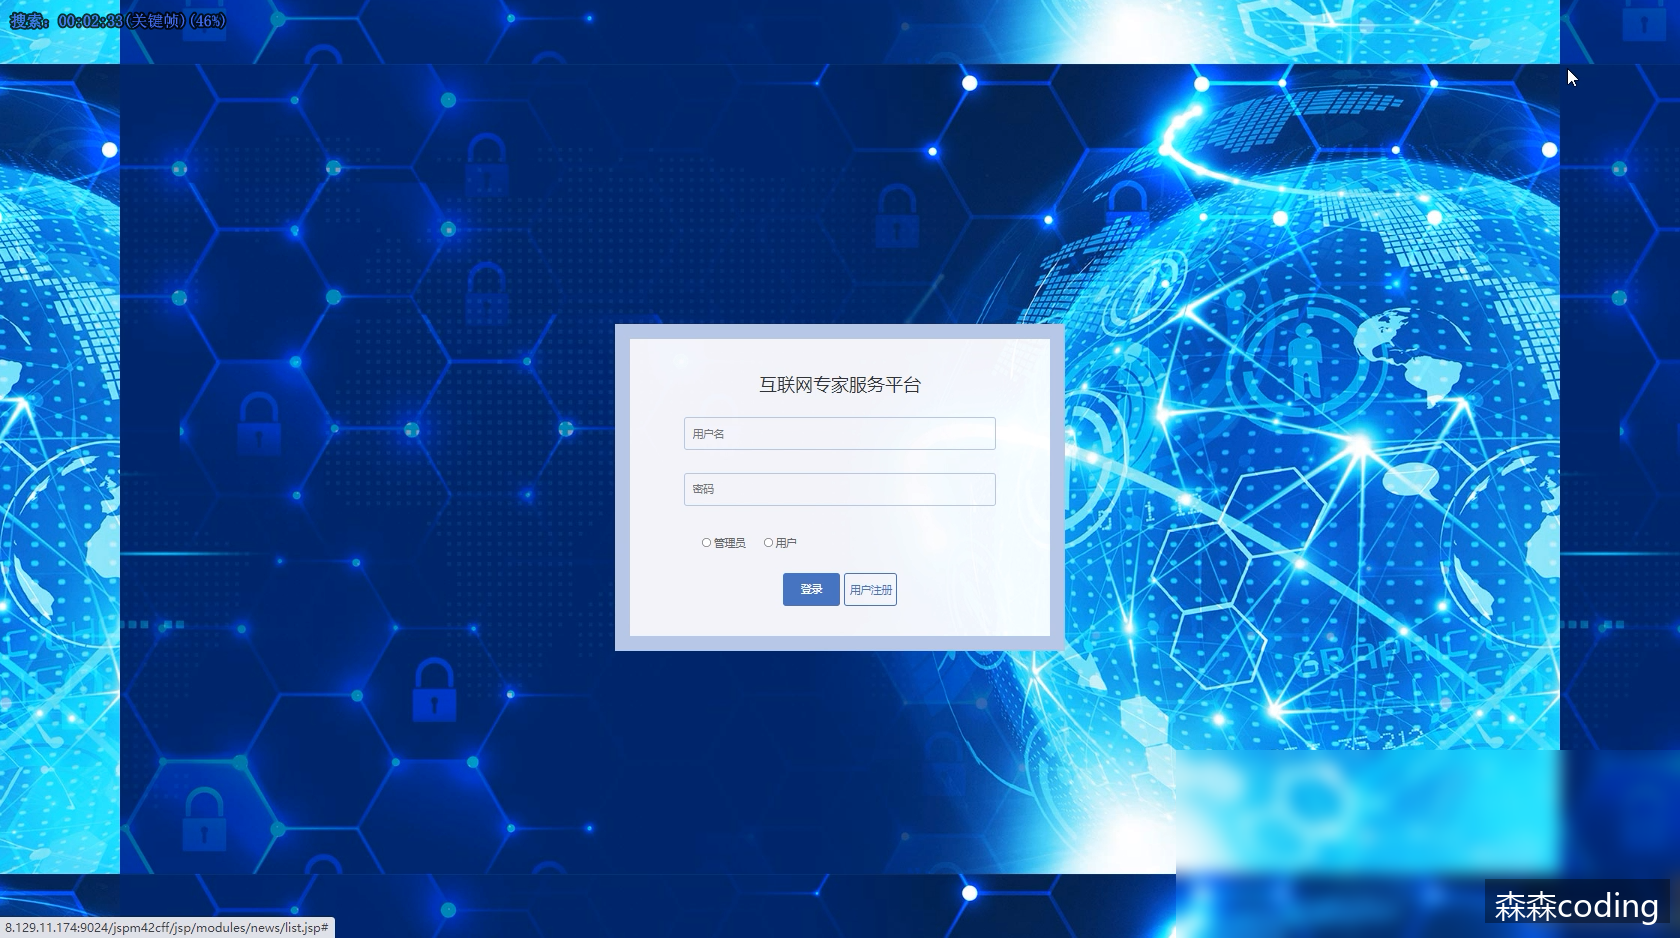 搜索: 00:02:33(关键帧)(46%)
互联网专家服务平台
用户名
密码
管理员 用户
登录 用户注册
GRAPHIC
8.129.11.174:9024/jspm42cff/jsp/modules/news/list.jsp#
森森coding